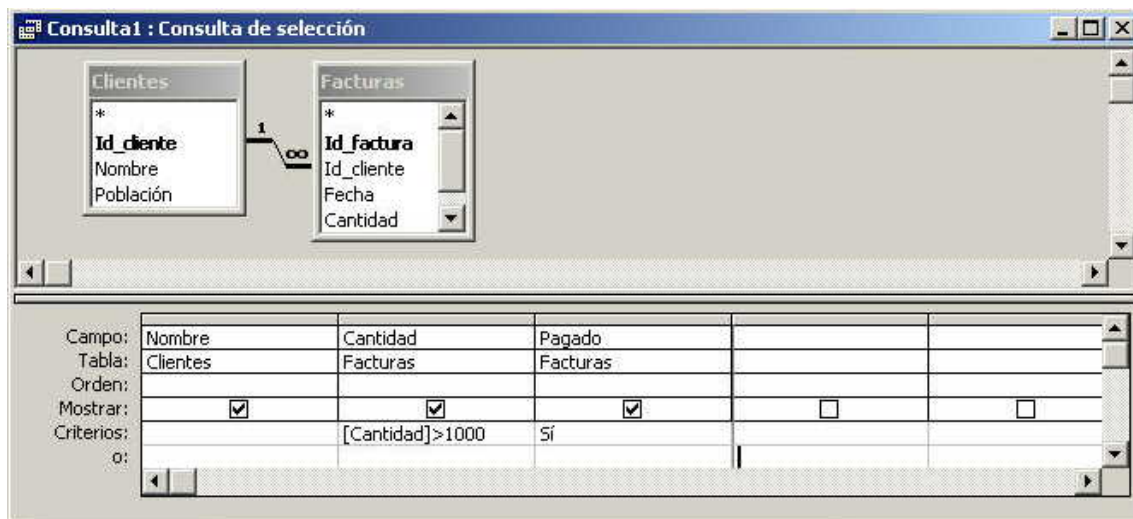 Consulta1 : Consulta de selección
Clientes
*
Id_cliente
Nombre
Población
1
∞
Facturas
*
Id_factura
Id_cliente
Fecha
Cantidad
Campo: Nombre Cantidad Pagado
Tabla: Clientes Facturas Facturas
Orden:
Mostrar:
Criterios: [Cantidad]>1000 Sí
o: